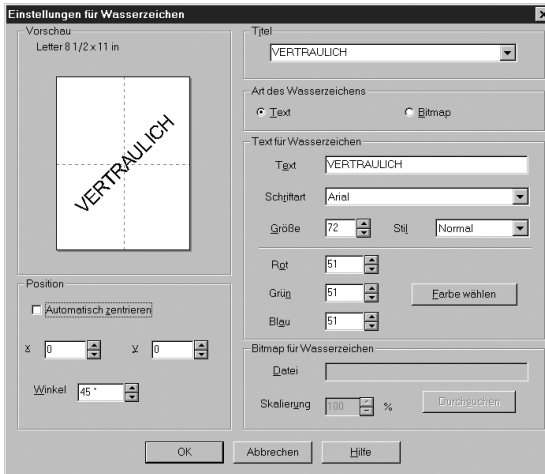 Einstellungen für Wasserzeichen
Vorschau
Letter 8 1/2 x 11 in
VERTRAULICH
Position
Automatisch zentrieren
x 0 y 0
Winkel 45 °
Titel
VERTRAULICH
Art des Wasserzeichens
Text Bitmap
Text für Wasserzeichen
Text VERTRAULICH
Schriftart Arial
Größe 72 Stil Normal
Rot 51
Grün 51 Farbe wählen
Blau 51
Bitmap für Wasserzeichen
Datei
Skalierung 100 % Durchsuchen
OK Abbrechen Hilfe